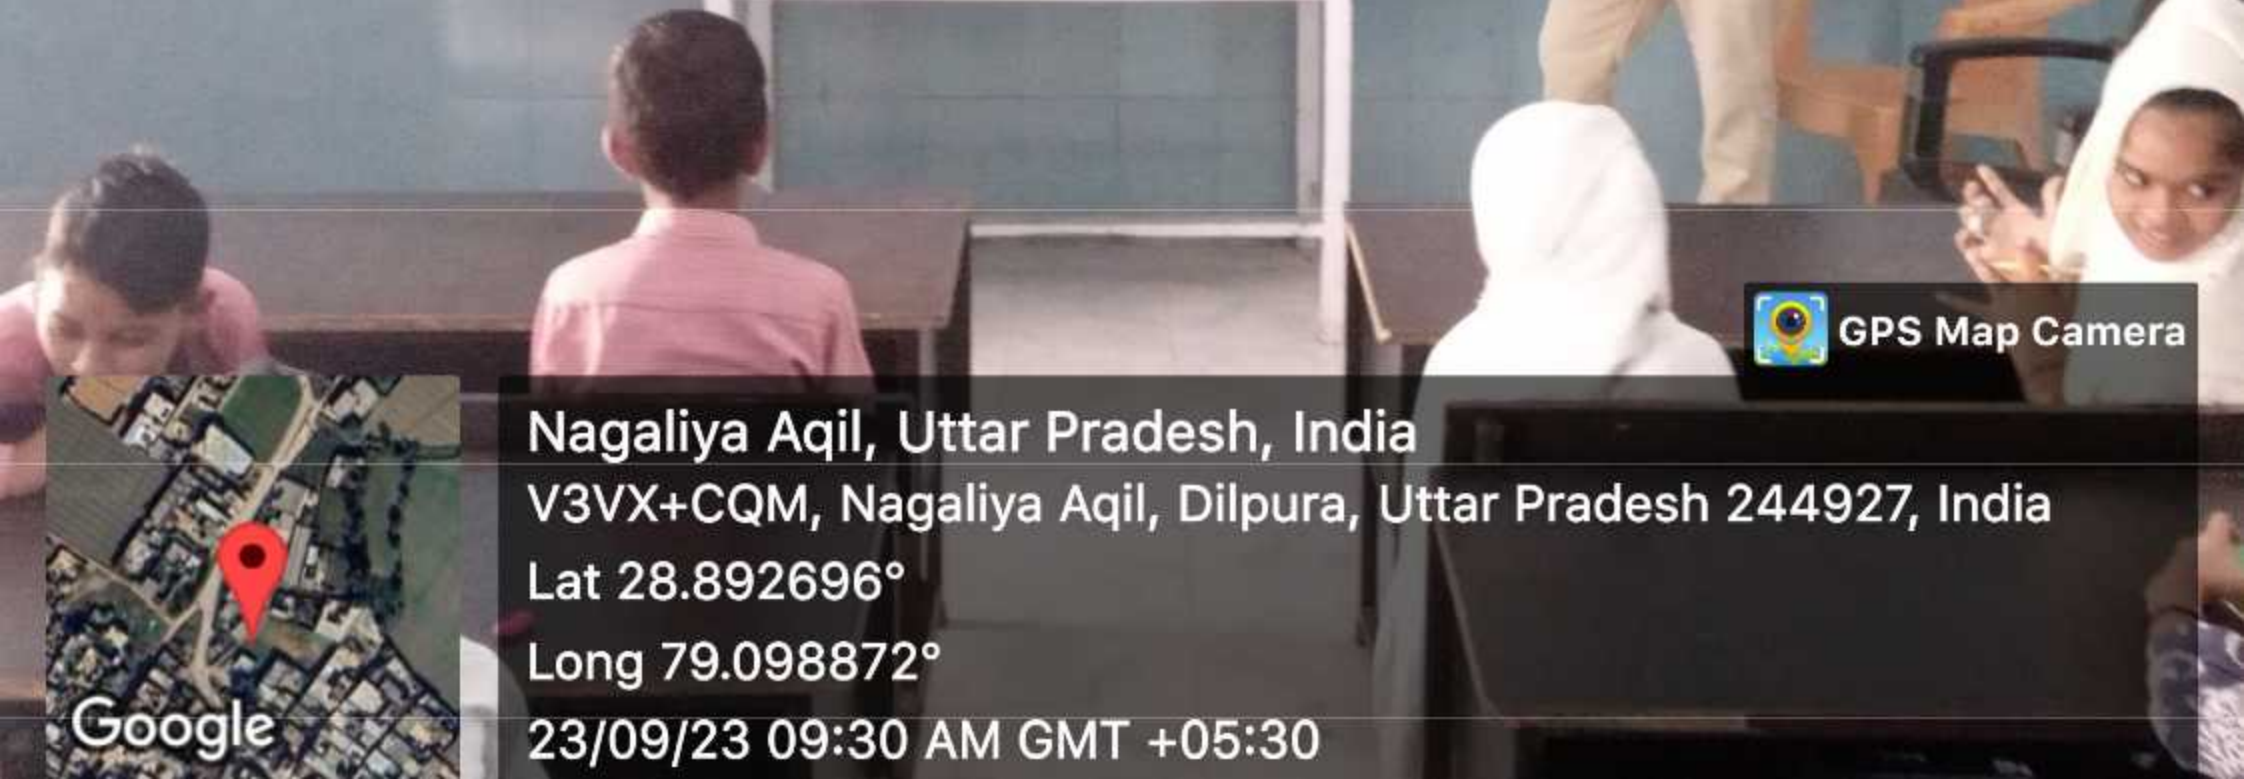 GPS Map Camera
Nagaliya Aqil, Uttar Pradesh, India
V3VX+CQM, Nagaliya Aqil, Dilpura, Uttar Pradesh 244927, India
Lat 28.892696°
Long 79.098872°
23/09/23 09:30 AM GMT +05:30
Google